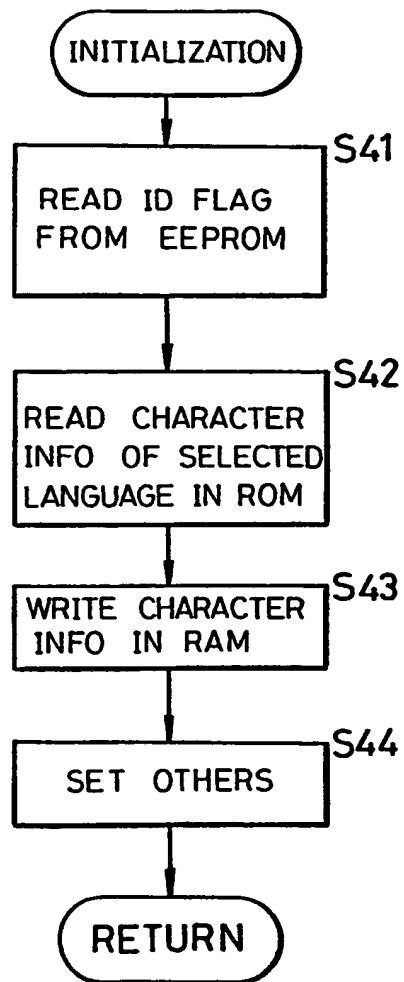 INITIALIZATION
S41
READ ID FLAG
FROM EEPROM
S42
READ CHARACTER
INFO OF SELECTED
LANGUAGE IN ROM
S43
WRITE CHARACTER
INFO IN RAM
S44
SET OTHERS
RETURN